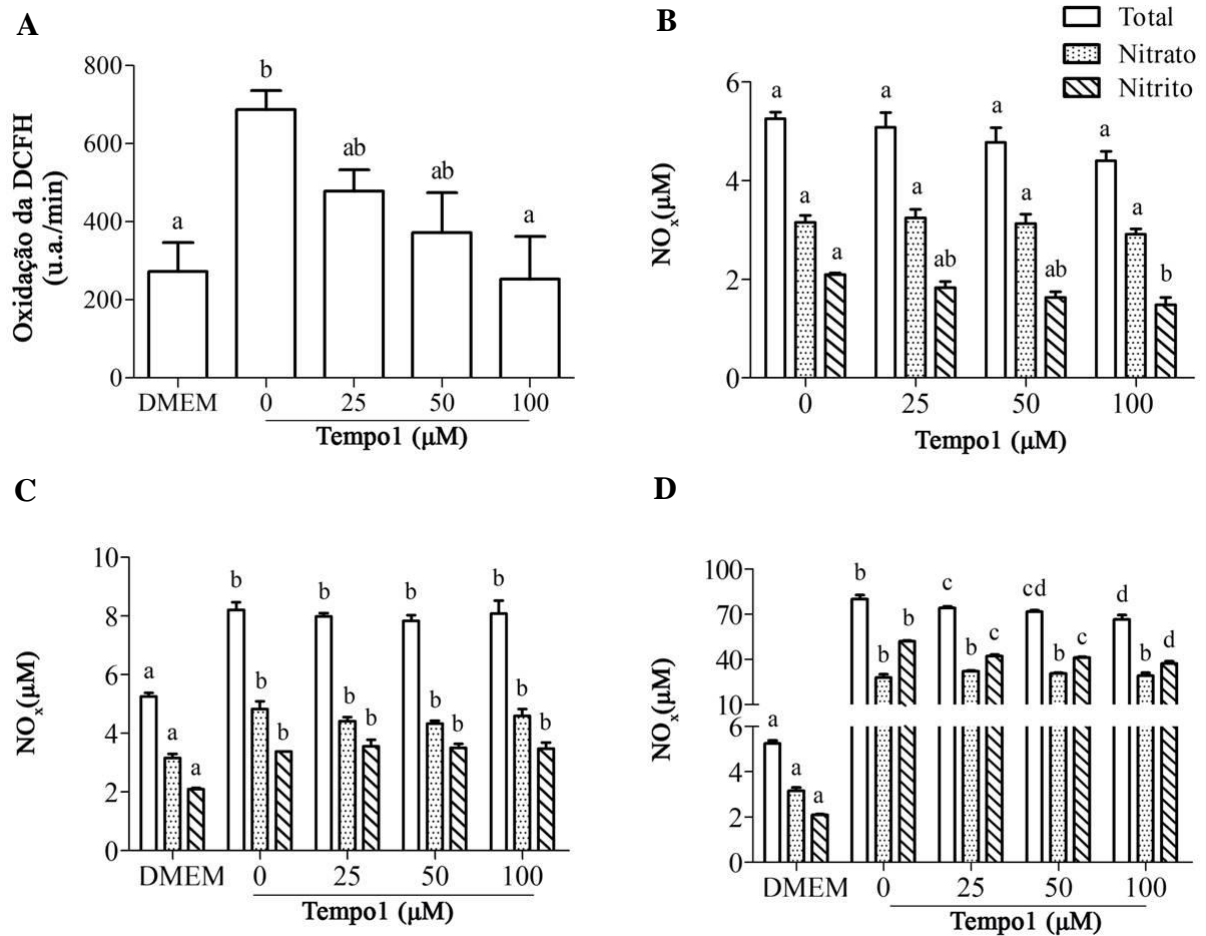 A
B
Total
Nitrato
Nitrito
Oxidação da DCFH
(u.a./min)
800
600
400
200
0
a
b
ab
ab
a
DMEM
0
25
50
100
Tempo1 (μM)
NOx(μM)
6
4
2
0
a
a
a
a
a
ab
a
a
ab
a
a
b
0
25
50
100
Tempo1 (μM)
C
D
NOx(μM)
10
8
6
4
2
0
a
a
a
b
b
b
b
b
b
b
b
b
b
b
b
DMEM
0
25
50
100
Tempo1 (μM)
NOx(μM)
100
70
40
10
6
4
2
0
a
a
a
b
b
b
c
b
c
cd
b
c
d
b
d
DMEM
0
25
50
100
Tempo1 (μM)